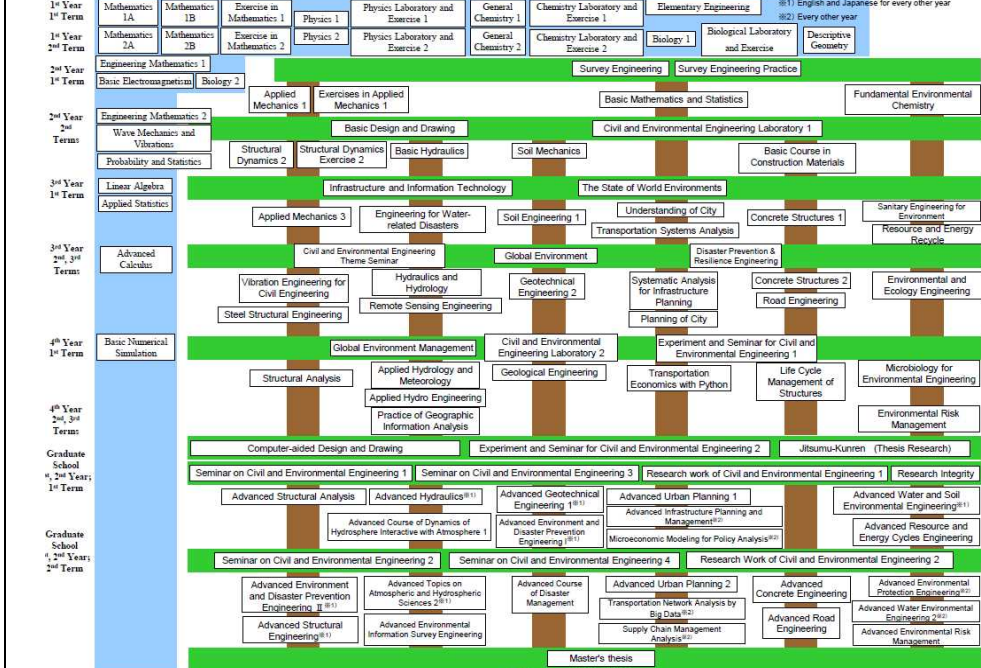 1st Year
1st Term
Mathematics
1A
Mathematics
1B
Exercise in
Mathematics 1
Physics 1
Physics Laboratory and
Exercise 1
General
Chemistry 1
Chemistry Laboratory and
Exercise 1
Elementary Engineering
※1) English and Japanese for every other year
※2) Every other year
1st Year
2nd Term
Mathematics
2A
Mathematics
2B
Exercise in
Mathematics 2
Physics 2
Physics Laboratory and
Exercise 2
General
Chemistry 2
Chemistry Laboratory and
Exercise 2
Biology 1
Biological Laboratory
and Exercise
Descriptive
Geometry
2nd Year
1st Term
Engineering Mathematics 1
Basic Electromagnetism
Biology 2
Survey Engineering
Survey Engineering Practice
Applied
Mechanics 1
Exercises in Applied
Mechanics 1
Basic Mathematics and Statistics
Fundamental Environmental
Chemistry
2nd Year
2nd
Terms
Engineering Mathematics 2
Wave Mechanics and
Vibrations
Probability and Statistics
Basic Design and Drawing
Civil and Environmental Engineering Laboratory 1
Structural
Dynamics 2
Structural Dynamics
Exercise 2
Basic Hydraulics
Soil Mechanics
Basic Course in
Construction Materials
3rd Year
1st Term
Linear Algebra
Applied Statistics
Infrastructure and Information Technology
The State of World Environments
Applied Mechanics 3
Engineering for Water-
related Disasters
Soil Engineering 1
Understanding of City
Transportation Systems Analysis
Concrete Structures 1
Sanitary Engineering for
Environment
Resource and Energy
Recycle
3rd Year
2nd, 3rd
Terms
Advanced
Calculus
Civil and Environmental Engineering
Theme Seminar
Global Environment
Disaster Prevention &
Resilience Engineering
Vibration Engineering for
Civil Engineering
Steel Structural Engineering
Hydraulics and
Hydrology
Remote Sensing Engineering
Geotechnical
Engineering 2
Systematic Analysis
for Infrastructure
Planning
Planning of City
Concrete Structures 2
Road Engineering
Environmental and
Ecology Engineering
4th Year
1st Term
Basic Numerical
Simulation
Global Environment Management
Civil and Environmental
Engineering Laboratory 2
Experiment and Seminar for Civil and
Environmental Engineering 1
Structural Analysis
Applied Hydrology and
Meteorology
Applied Hydro Engineering
Geological Engineering
Transportation
Economics with Python
Life Cycle
Management of
Structures
Microbiology for
Environmental Engineering
4th Year
2nd, 3rd
Terms
Practice of Geographic
Information Analysis
Environmental Risk
Management
Graduate
School
st, 2nd Year;
1st Term
Computer-aided Design and Drawing
Experiment and Seminar for Civil and Environmental Engineering 2
Jitsumu-Kunren (Thesis Research)
Seminar on Civil and Environmental Engineering 1
Seminar on Civil and Environmental Engineering 3
Research work of Civil and Environmental Engineering 1
Research Integrity
Advanced Structural Analysis
Advanced Hydraulics※1)
Advanced Course of Dynamics of
Hydrosphere Interactive with Atmosphere 1
Advanced Geotechnical
Engineering 1※1)
Advanced Environment and
Disaster Prevention
Engineering Ⅰ※1)
Advanced Urban Planning 1
Advanced Infrastructure Planning and
Management※2)
Microeconomic Modeling for Policy Analysis※2)
Advanced Water and Soil
Environmental Engineering※1)
Advanced Resource and
Energy Cycles Engineering
Graduate
School
st, 2nd Year;
2nd Term
Seminar on Civil and Environmental Engineering 2
Seminar on Civil and Environmental Engineering 4
Research Work of Civil and Environmental Engineering 2
Advanced Environment
and Disaster Prevention
Engineering Ⅱ※1)
Advanced Structural
Engineering※1)
Advanced Topics on
Atmospheric and Hydrospheric
Sciences 2※1)
Advanced Environmental
Information Survey Engineering
Advanced Course
of Disaster
Management
Advanced Urban Planning 2
Transportation Network Analysis by
Big Data※2)
Supply Chain Management
Analysis※2)
Advanced
Concrete Engineering
Advanced Road
Engineering
Advanced Environmental
Protection Engineering※2)
Advanced Water Environmental
Engineering 2※2)
Advanced Environmental Risk
Management
Master's thesis